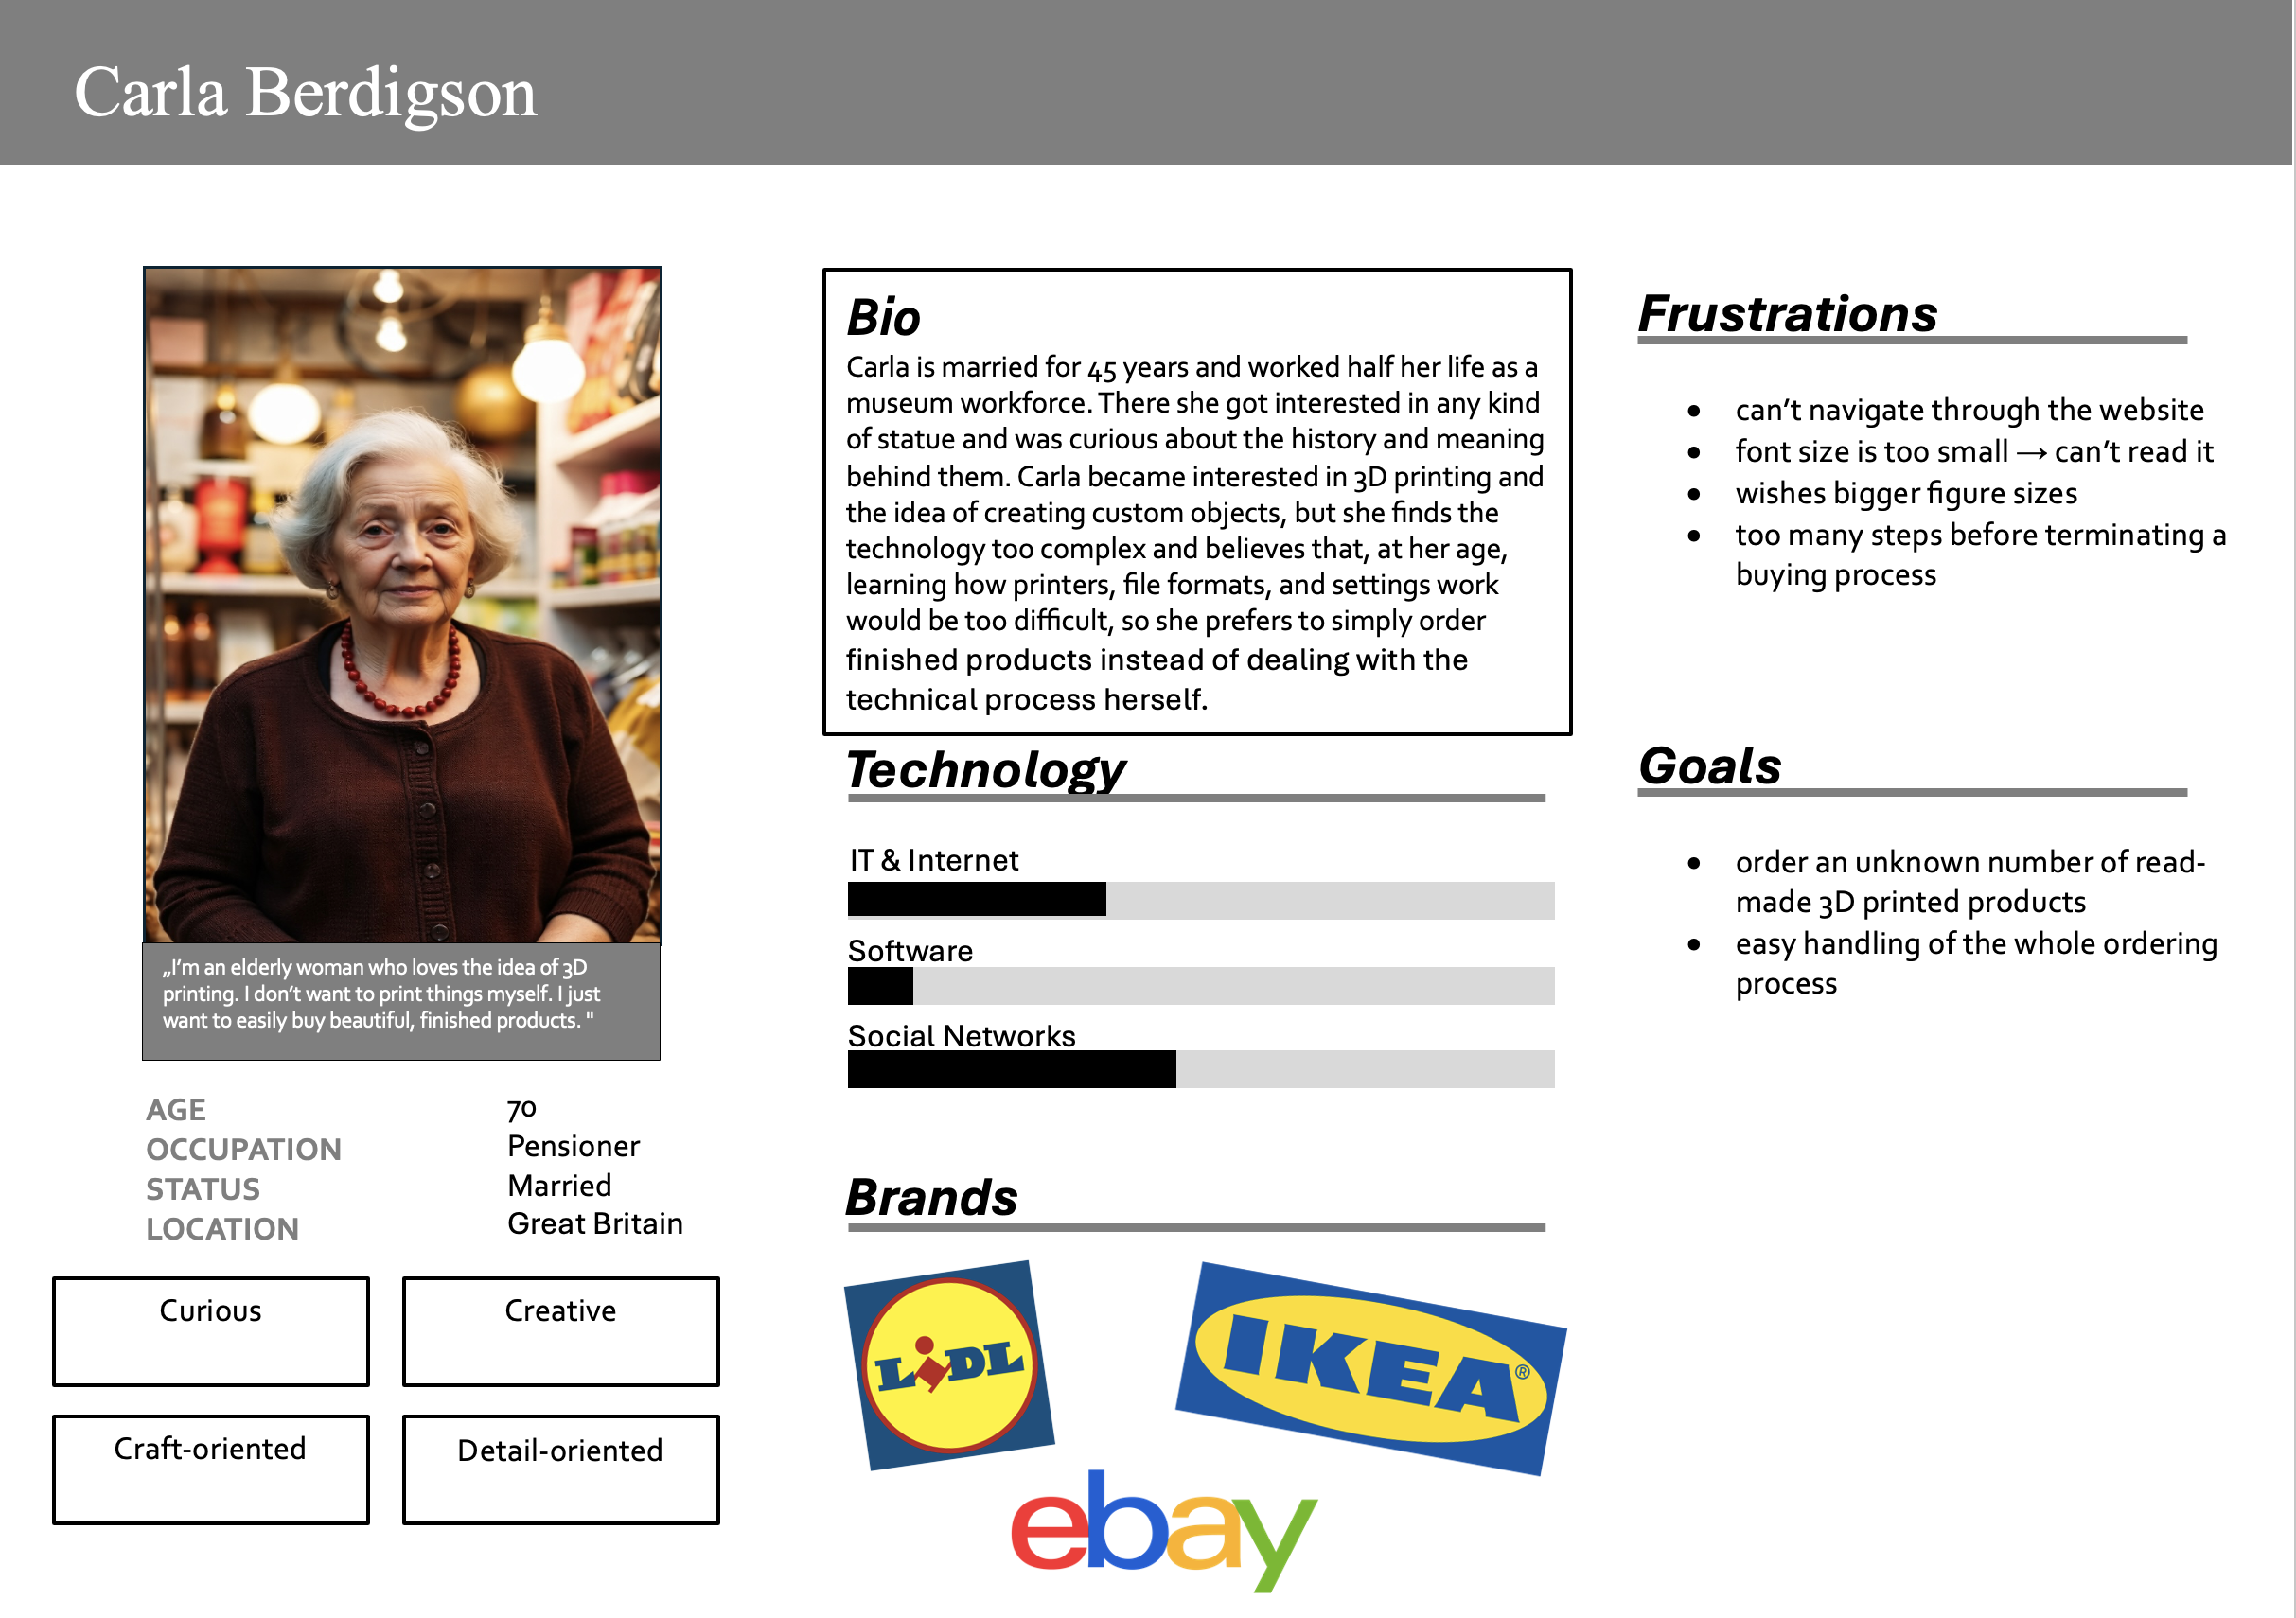 Carla Berdigson
„I'm an elderly woman who loves the idea of 3D
printing. I don't want to print things myself. I just
want to easily buy beautiful, finished products. "
AGE 70
OCCUPATION Pensioner
STATUS Married
LOCATION Great Britain
Curious
Creative
Craft-oriented
Detail-oriented
Bio
Carla is married for 45 years and worked half her life as a
museum workforce. There she got interested in any kind
of statue and was curious about the history and meaning
behind them. Carla became interested in 3D printing and
the idea of creating custom objects, but she finds the
technology too complex and believes that, at her age,
learning how printers, file formats, and settings work
would be too difficult, so she prefers to simply order
finished products instead of dealing with the
technical process herself.
Technology
IT & Internet
Software
Social Networks
Brands
LiDL
IKEA®
ebay
Frustrations
• can't navigate through the website
• font size is too small → can't read it
• wishes bigger figure sizes
• too many steps before terminating a
buying process
Goals
• order an unknown number of read-
made 3D printed products
• easy handling of the whole ordering
process